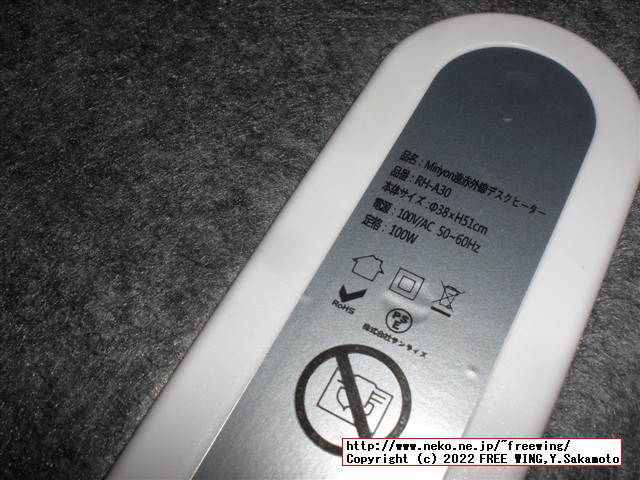 品名：Minyon遠赤外線デスクヒーター
品番：RH-A30
本体サイズ：Φ38×H51cm
電源：100V/AC 50~60Hz
定格：100W
RoHS
PS
E
株式会社サンライズ
http://www.neko.ne.jp/~freewing/
Copyright (c) 2022 FREE WING,Y.Sakamoto